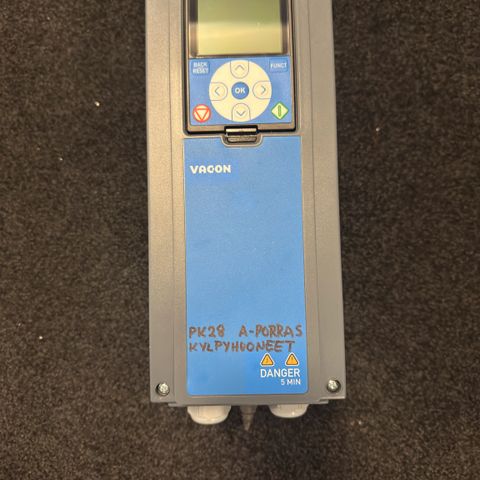 BACK
RESET
FUNCT
OK
VACON
PK28 A-PORRAS
KYLPYHUONEET
DANGER
5 MIN